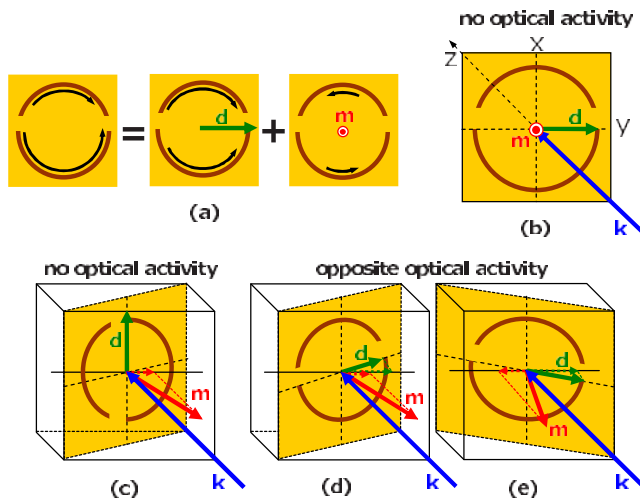 no optical activity
X
z
= d + m
m d y
(a)
(b)
k
no optical activity
opposite optical activity
d
m
k
(c)
d
m
k
(d)
d
m
k
(e)